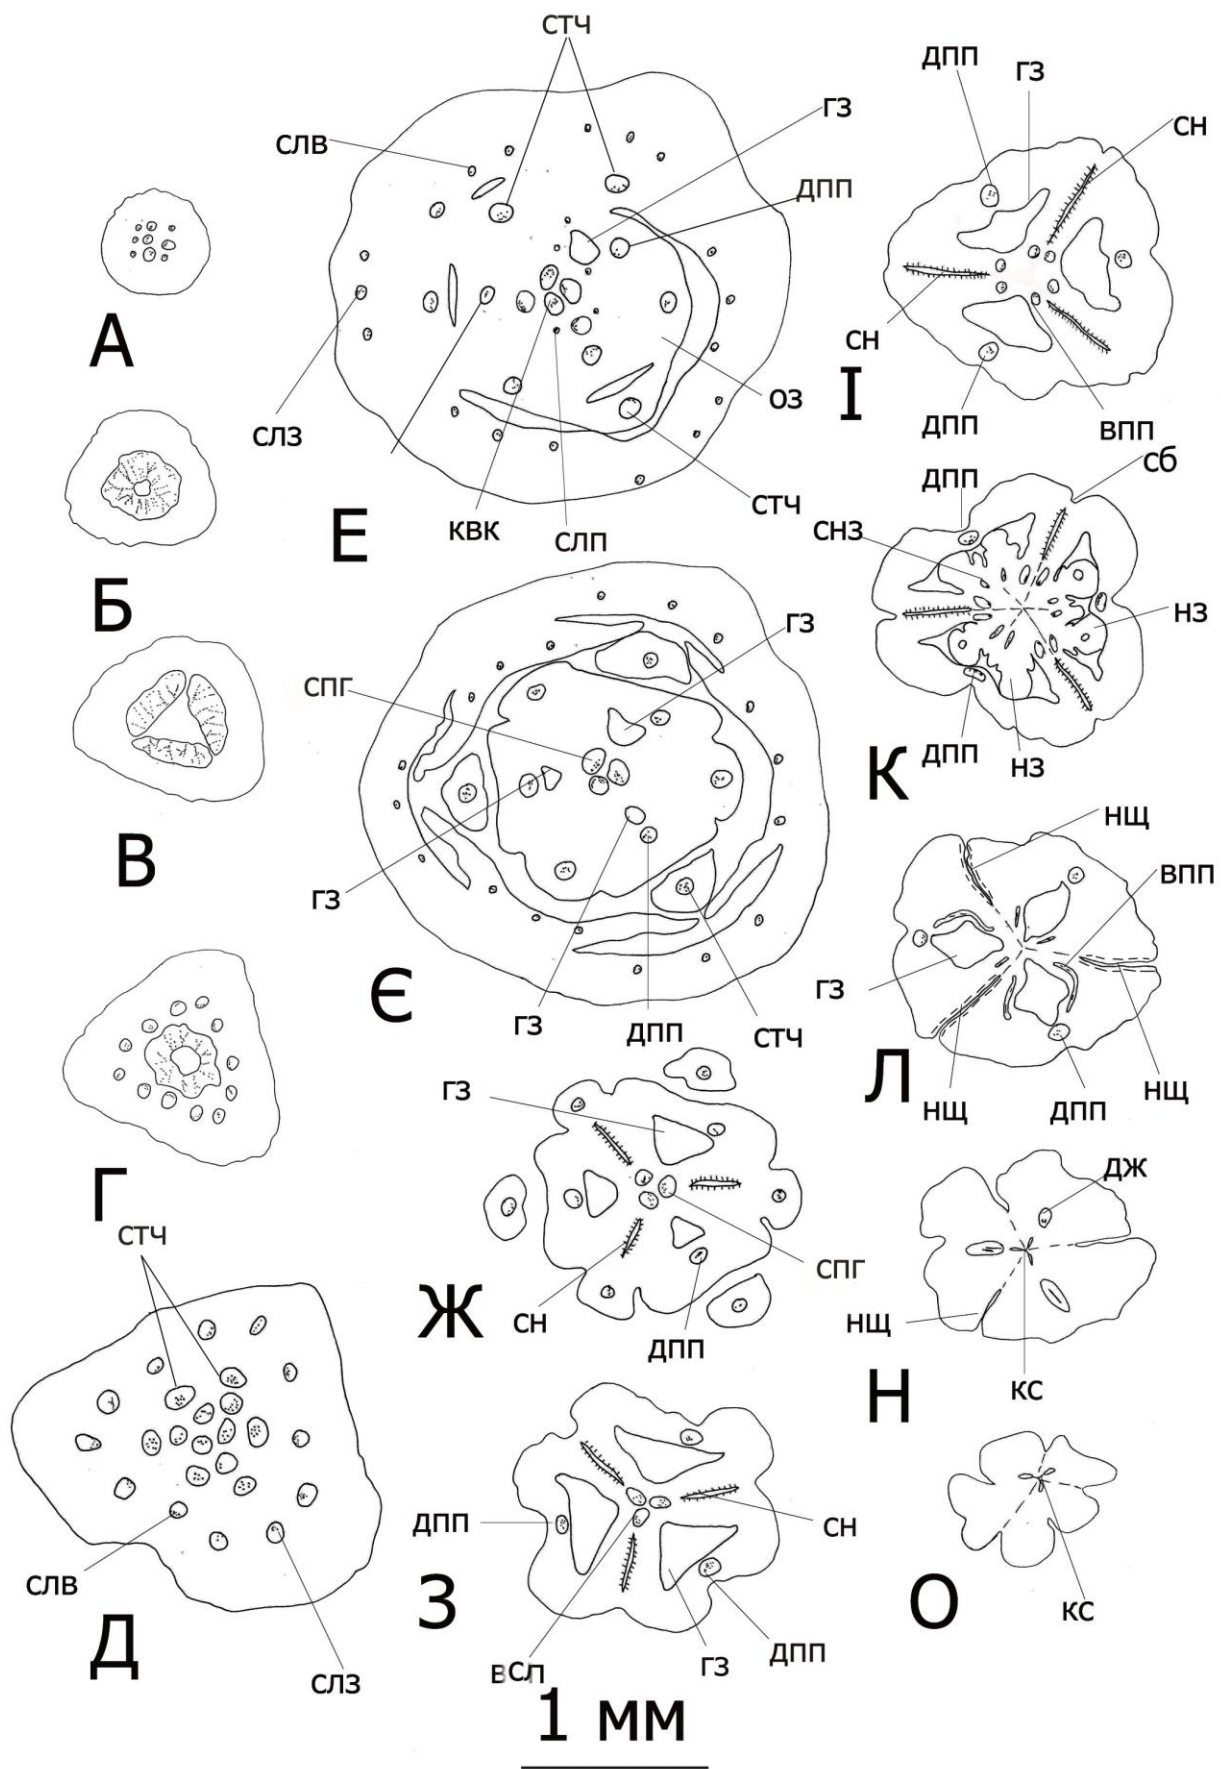 А
Б
В
Г
СТЧ
СЛВ
СЛЗ
Д
СТЧ
СЛВ
ГЗ
ДПП
СЛЗ
ОЗ
СТЧ
КВК
СЛП
Е
СПГ
ГЗ
ГЗ
ГЗ
ДПП
СТЧ
Є
ГЗ
СПГ
СН
ДПП
Ж
ДПП
СН
ВСЛ
ГЗ
ДПП
З
1 мм
ДПП
ГЗ
СН
СН
ДПП
ВПП
І
ДПП
Сб
СНЗ
НЗ
ДПП
НЗ
К
НЩ
ВПП
ГЗ
НЩ
ДПП
НЩ
Л
ДЖ
НЩ
КС
Н
КС
О